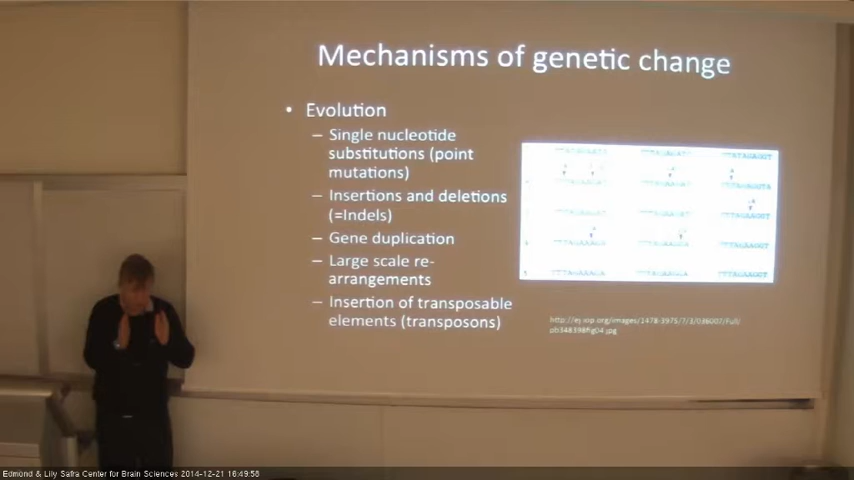 Mechanisms of genetic change
• Evolution
– Single nucleotide
substitutions (point
mutations)
– Insertions and deletions
(=Indels)
– Gene duplication
– Large scale re-
arrangements
– Insertion of transposable
elements (transposons)
Edmond & Lily Safra Center for Brain Sciences 2014-12-21 16:49:58